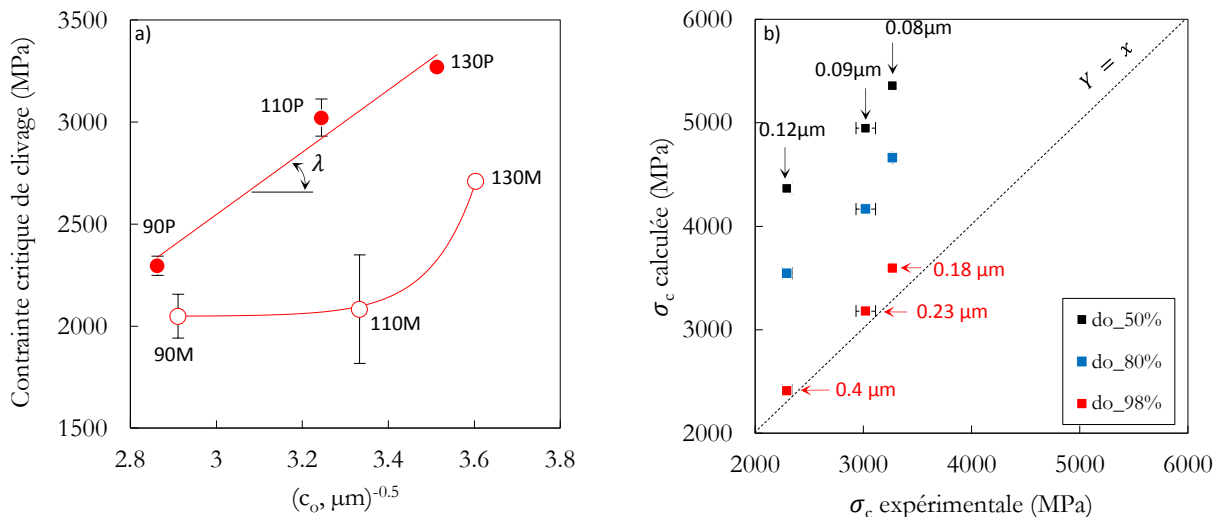 a)
Contrainte critique de clivage (MPa)
3500
3000
2500
2000
1500
130P
110P
λ
130M
90P
110M
90M
2.8
3
3.2
3.4
3.6
3.8
(c₀, μm)⁻⁰·⁵
b)
σc calculée (MPa)
6000
5000
4000
3000
2000
0.08μm
0.09μm
0.12μm
Y = x
0.18 μm
0.23 μm
0.4 μm
do_50%
do_80%
do_98%
2000
3000
4000
5000
6000
σc expérimentale (MPa)